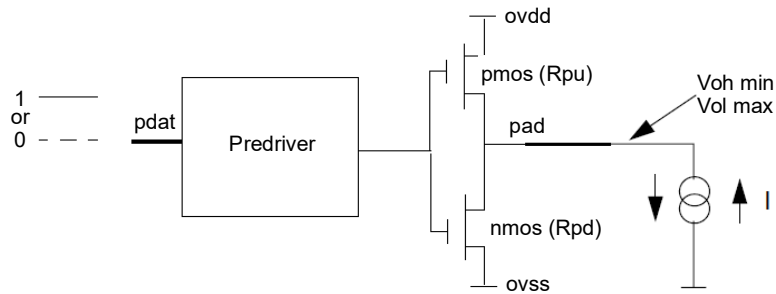 ovdd
pmos (Rpu)
Voh min
Vol max
1
or
0
pdat
Predriver
pad
I
nmos (Rpd)
ovss